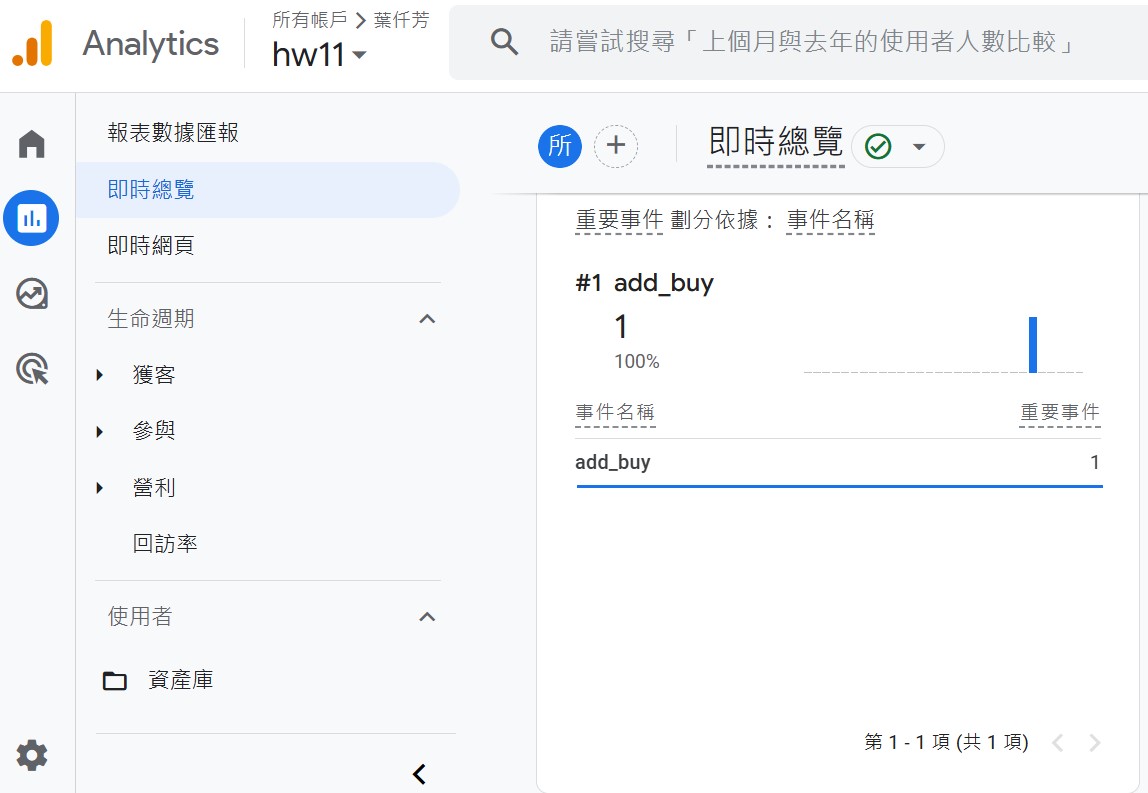 Analytics
所有帳戶 > 葉仟芳
hw11
請嘗試搜尋「上個月與去年的使用者人數比較」
報表數據匯報
即時總覽
即時網頁
生命週期
獲客
參與
營利
回訪率
使用者
資產庫
所
+
即時總覽
重要事件 劃分依據： 事件名稱
#1 add_buy
1
100%
事件名稱 重要事件
add_buy 1
第 1 - 1 項 (共 1 項)